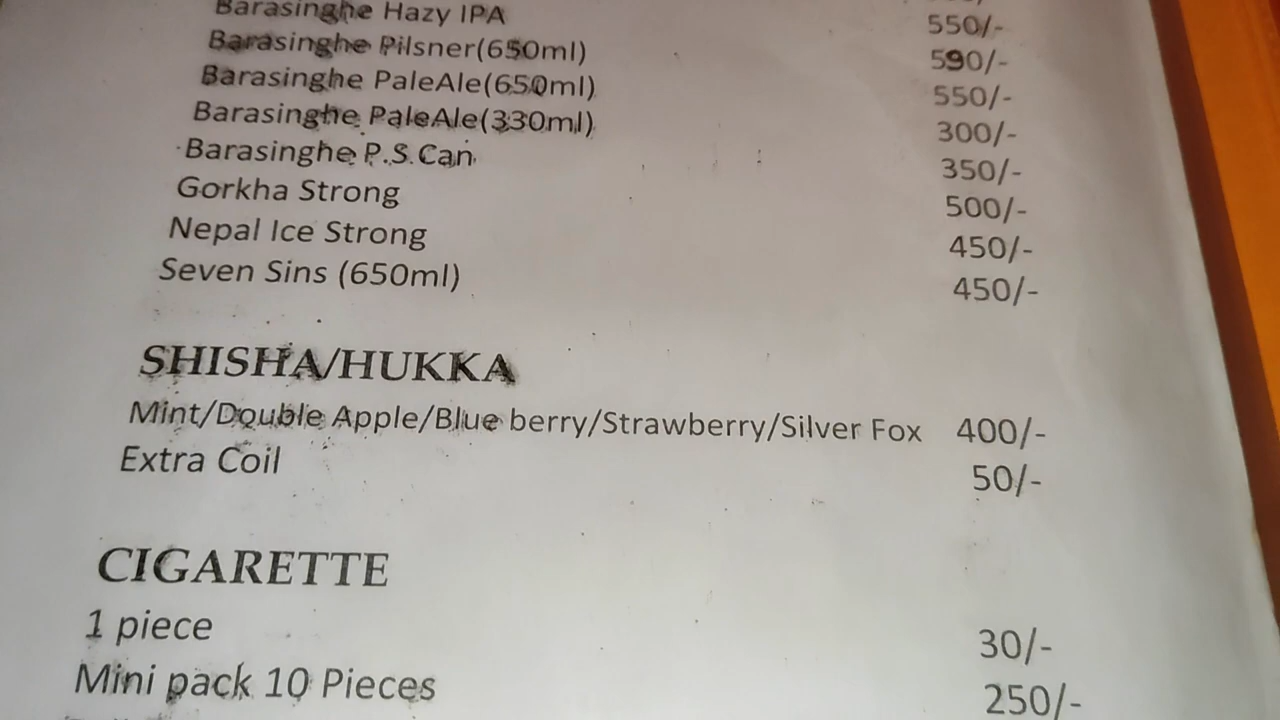 Barasinghe Hazy IPA 550/-
Barasinghe Pilsner(650ml) 590/-
Barasinghe PaleAle(650ml) 550/-
Barasinghe PaleAle(330ml) 300/-
Barasinghe P.S.Can 350/-
Gorkha Strong 500/-
Nepal Ice Strong 450/-
Seven Sins (650ml) 450/-
SHISHA/HUKKA
Mint/Double Apple/Blue berry/Strawberry/Silver Fox 400/-
Extra Coil 50/-
CIGARETTE
1 piece 30/-
Mini pack 10 Pieces 250/-